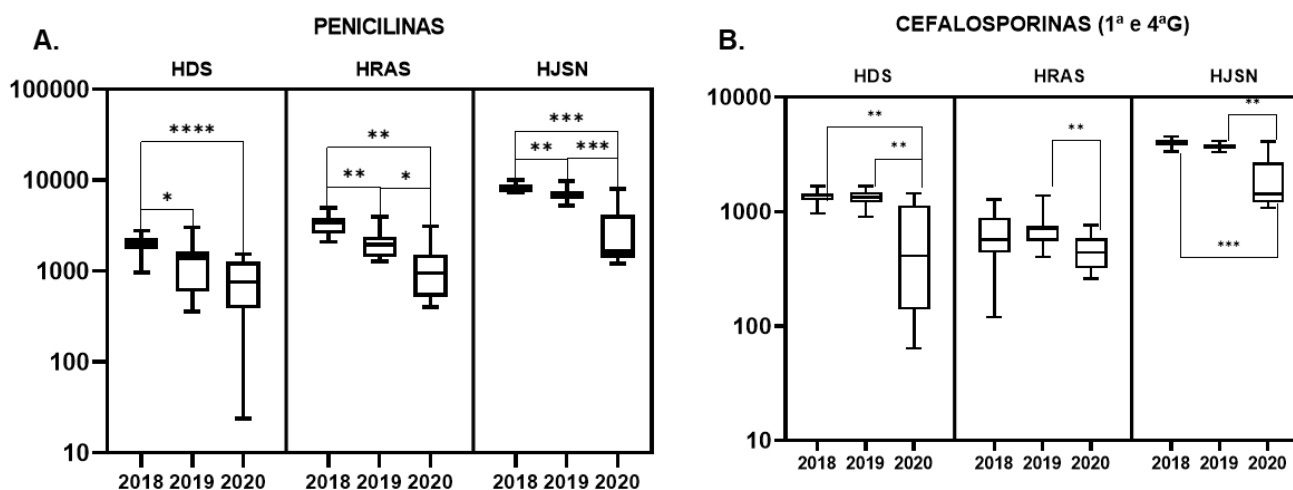 A.
PENICILINAS
HDS HRAS HJSN
100000
10000
1000
100
10
**** ** ***
* ** * ** ***
2018 2019 2020 2018 2019 2020 2018 2019 2020
B.
CEFALOSPORINAS (1ª e 4ªG)
HDS HRAS HJSN
10000
1000
100
10
** ** **
**
***
2018 2019 2020 2018 2019 2020 2018 2019 2020